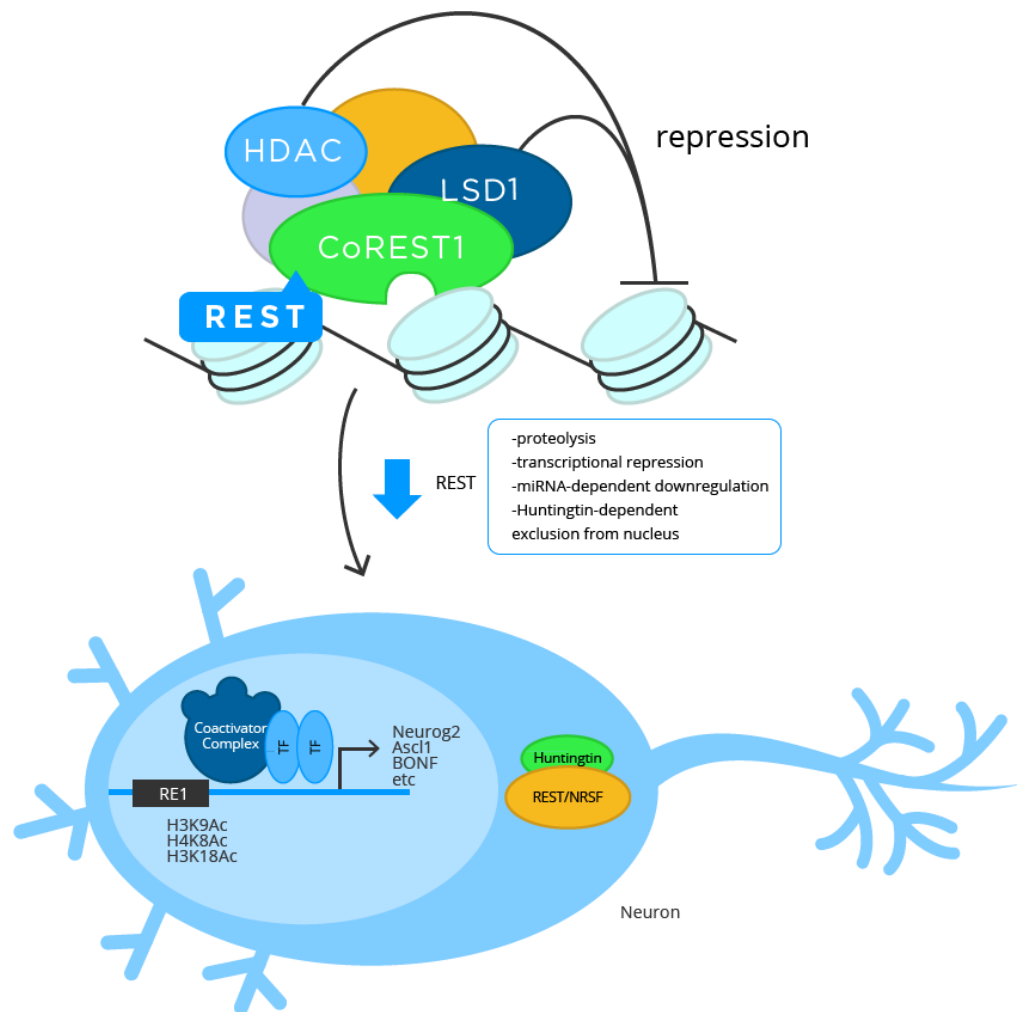 HDAC
repression
LSD1
CoREST1
REST
-proteolysis
-transcriptional repression
REST
-miRNA-dependent downregulation
-Huntingtin-dependent
exclusion from nucleus
Coactivator
Complex
TF
TF
Neurog2
Ascl1
BONF
etc
RE1
H3K9Ac
H4K8Ac
H3K18Ac
Huntingtin
REST/NRSF
Neuron